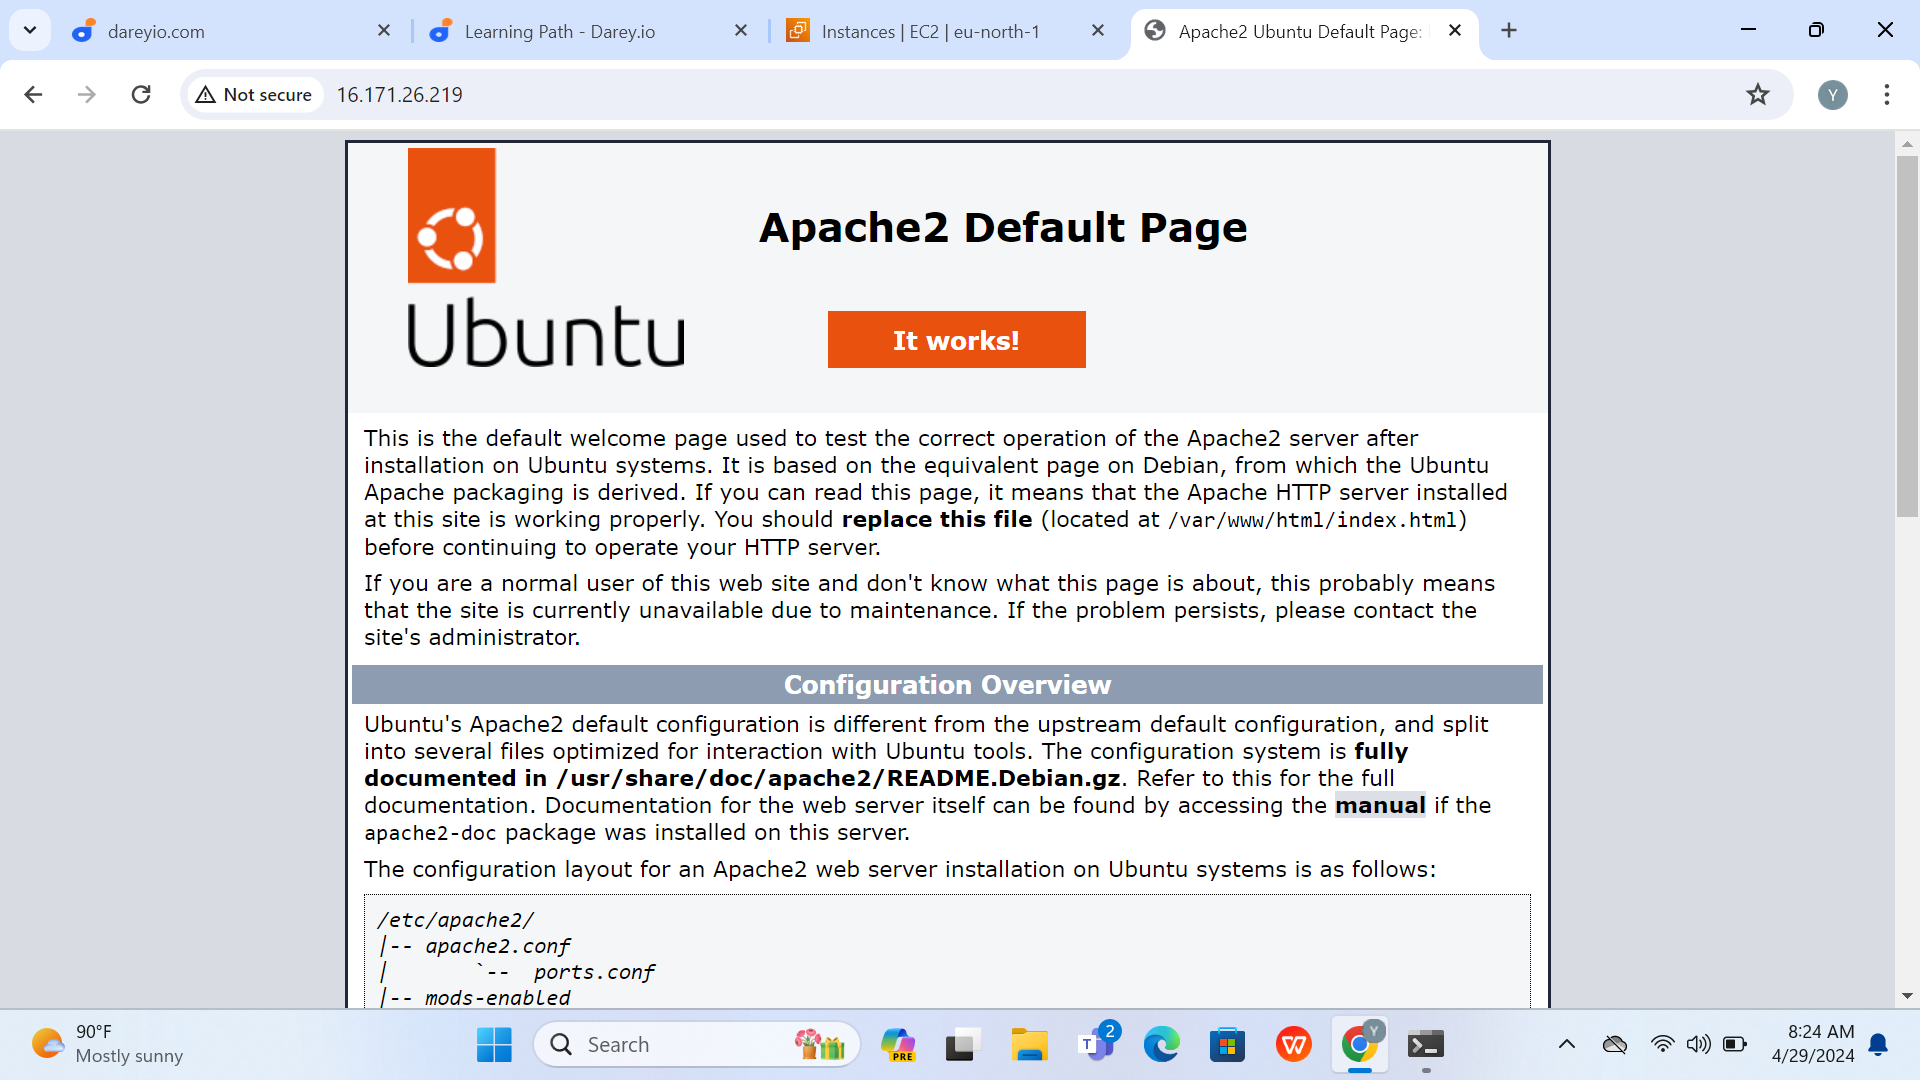 dareyio.com
Learning Path - Darey.io
Instances | EC2 | eu-north-1
Apache2 Ubuntu Default Page:
Not secure
16.171.26.219
Y
Apache2 Default Page
Ubuntu
It works!
This is the default welcome page used to test the correct operation of the Apache2 server after
installation on Ubuntu systems. It is based on the equivalent page on Debian, from which the Ubuntu
Apache packaging is derived. If you can read this page, it means that the Apache HTTP server installed
at this site is working properly. You should replace this file (located at /var/www/html/index.html)
before continuing to operate your HTTP server.
If you are a normal user of this web site and don't know what this page is about, this probably means
that the site is currently unavailable due to maintenance. If the problem persists, please contact the
site's administrator.
Configuration Overview
Ubuntu's Apache2 default configuration is different from the upstream default configuration, and split
into several files optimized for interaction with Ubuntu tools. The configuration system is fully
documented in /usr/share/doc/apache2/README.Debian.gz. Refer to this for the full
documentation. Documentation for the web server itself can be found by accessing the manual if the
apache2-doc package was installed on this server.
The configuration layout for an Apache2 web server installation on Ubuntu systems is as follows:
/etc/apache2/
|-- apache2.conf
|       `--  ports.conf
|-- mods-enabled
90°F
Mostly sunny
Search
PRE
T
2
W
Y
8:24 AM
4/29/2024